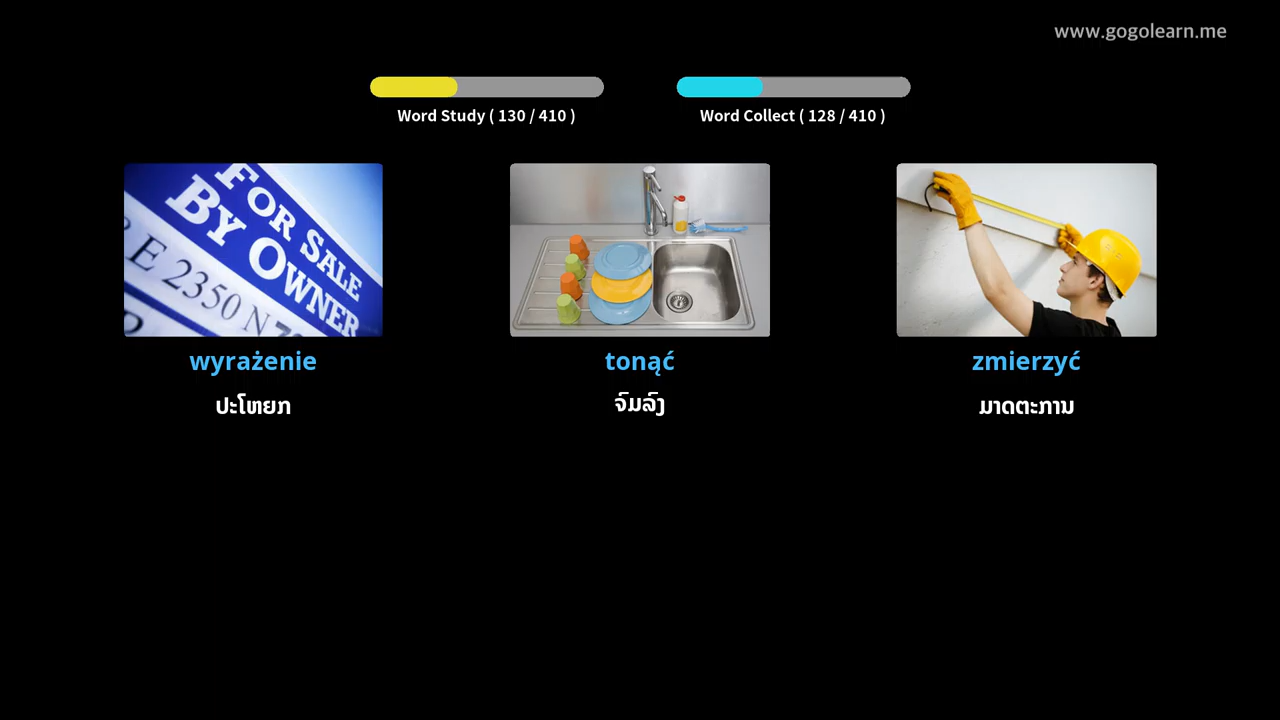 www.gogolearn.me
Word Study ( 130 / 410 )
Word Collect ( 128 / 410 )
FOR SALE
BY OWNER
E 2350 N
wyrażenie
tonąć
zmierzyć
ປະໂຫຍກ
ຈົມລົງ
ມາດຕະການ